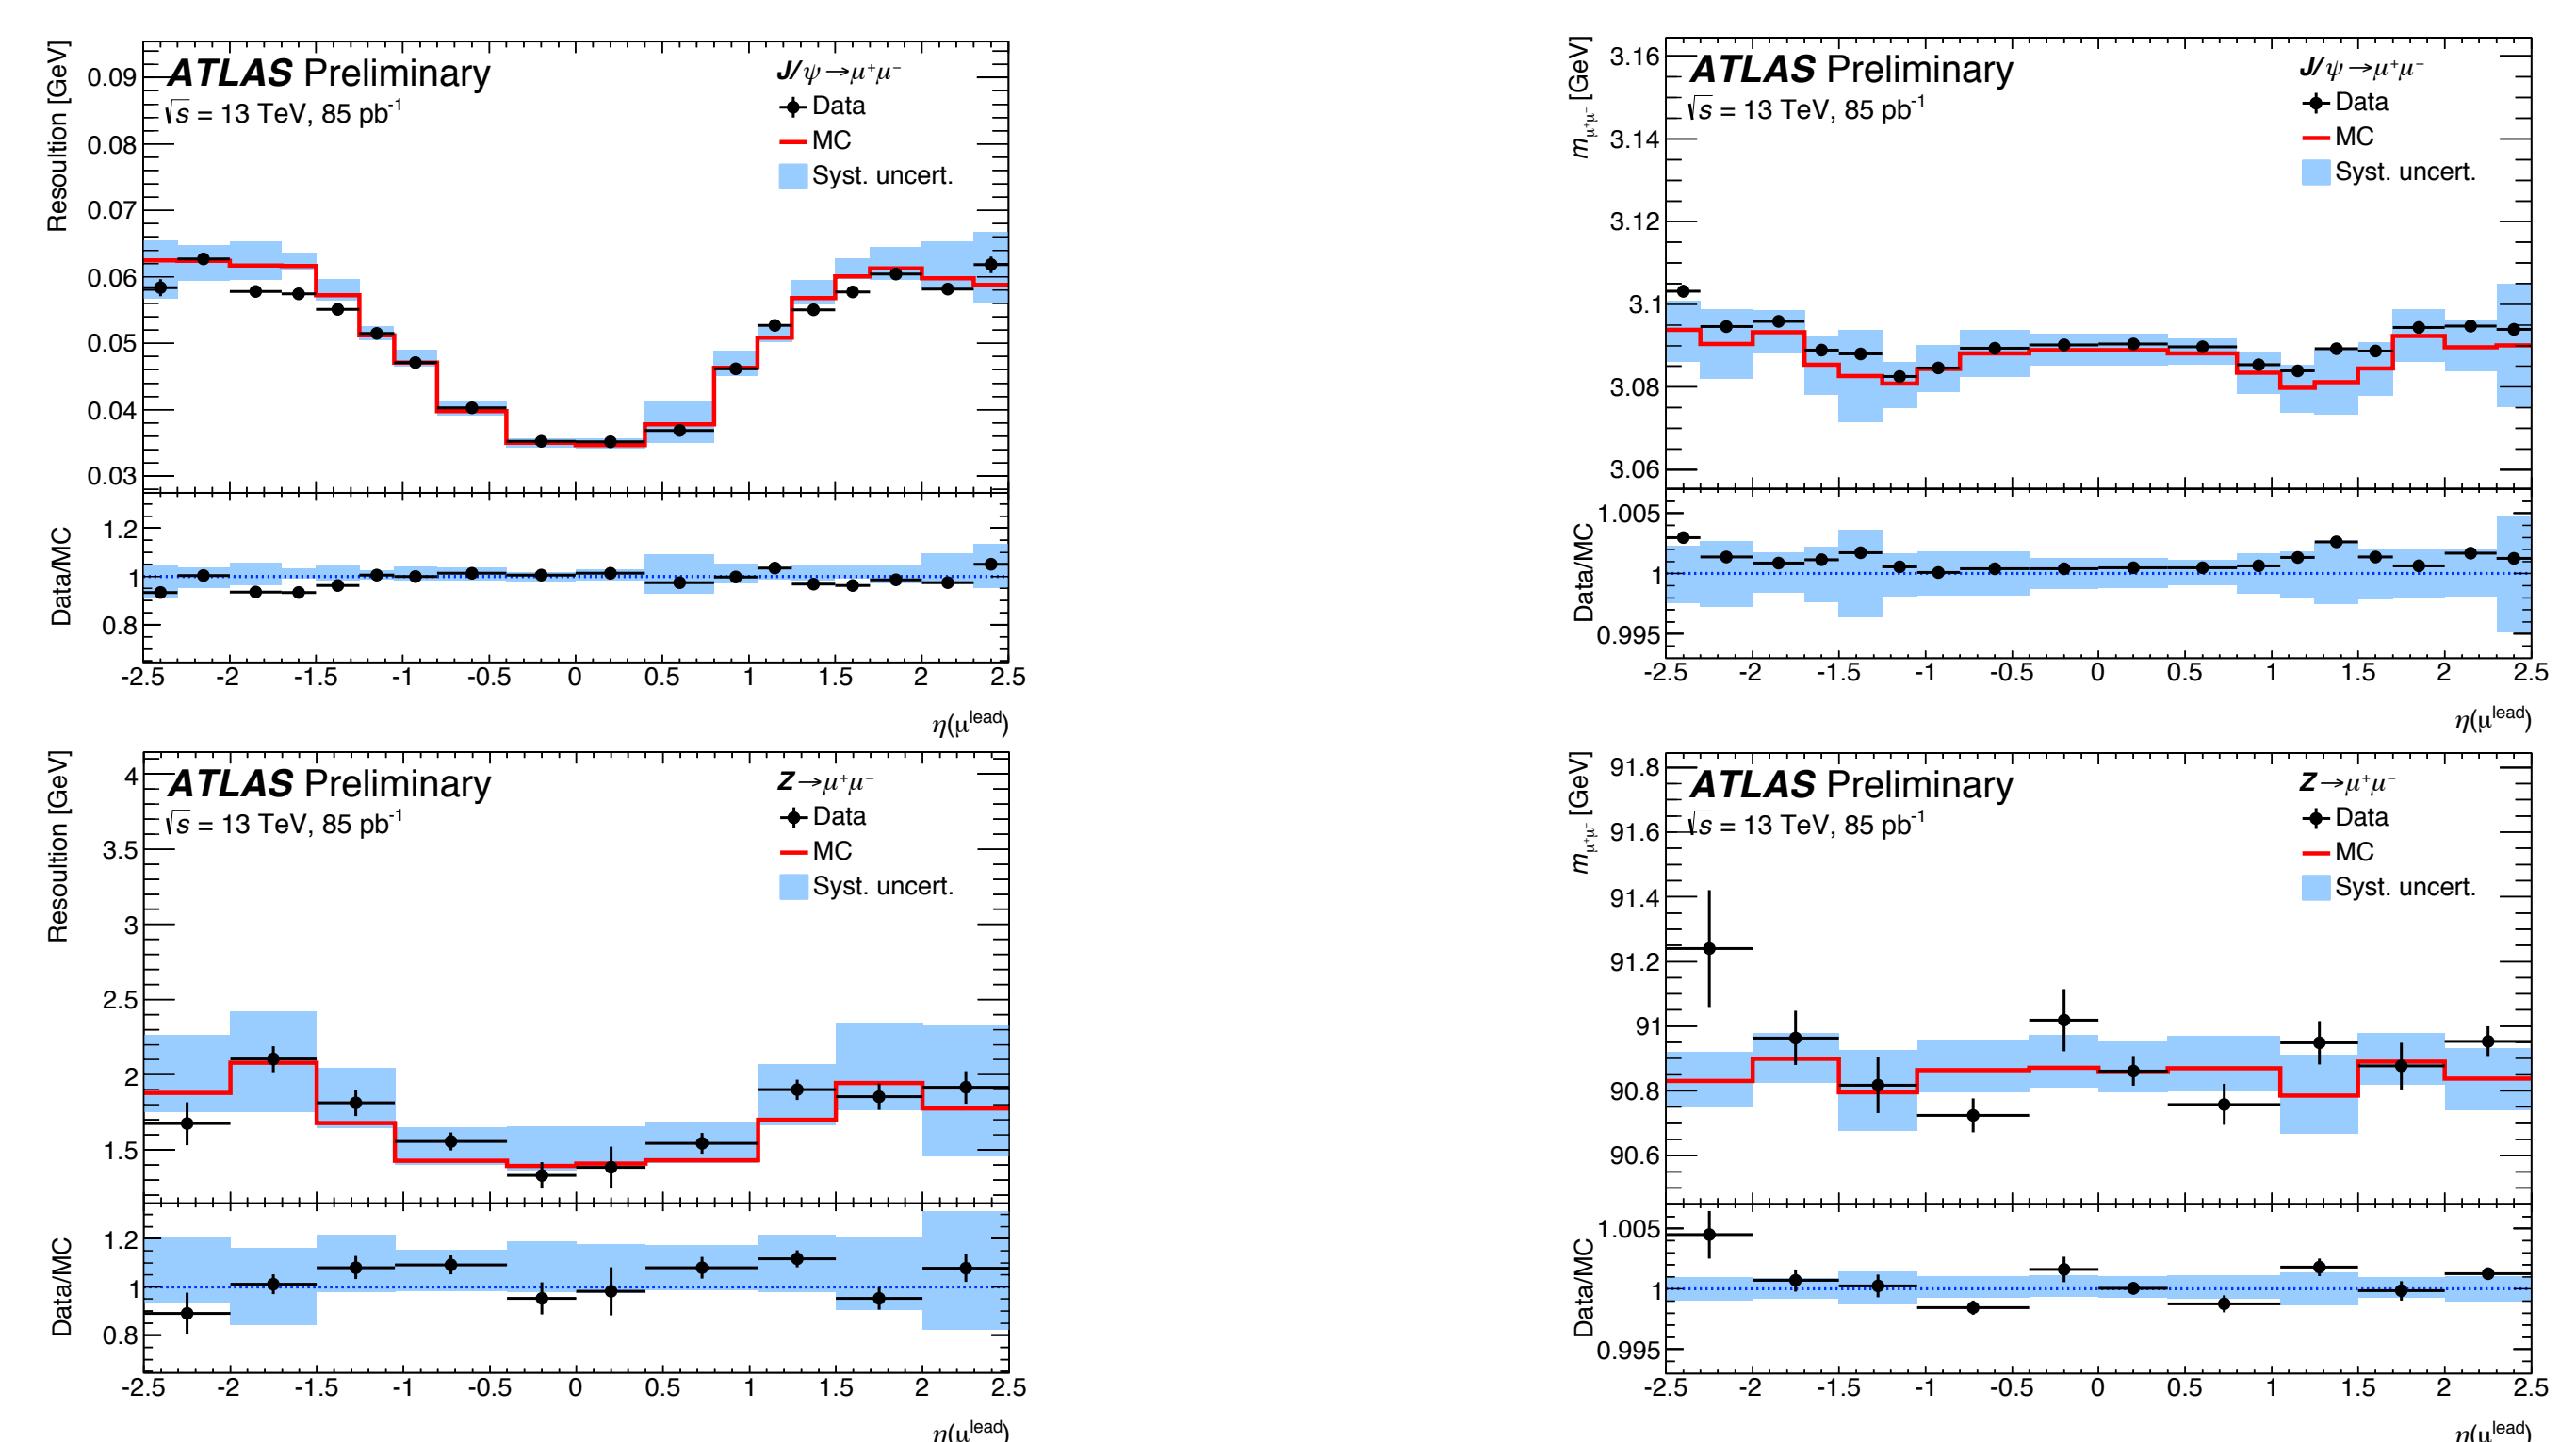 Resoultion [GeV]
ATLAS Preliminary
√s = 13 TeV, 85 pb⁻¹
J/ψ→μ⁺μ⁻
Data
MC
Syst. uncert.
0.09
0.08
0.07
0.06
0.05
0.04
0.03
Data/MC
1.2
1
0.8
-2.5 -2 -1.5 -1 -0.5 0 0.5 1 1.5 2 2.5
η(μ^lead)
m_μ⁺μ⁻ [GeV]
ATLAS Preliminary
√s = 13 TeV, 85 pb⁻¹
J/ψ→μ⁺μ⁻
Data
MC
Syst. uncert.
3.16
3.14
3.12
3.1
3.08
3.06
Data/MC
1.005
1
0.995
-2.5 -2 -1.5 -1 -0.5 0 0.5 1 1.5 2 2.5
η(μ^lead)
Resoultion [GeV]
ATLAS Preliminary
√s = 13 TeV, 85 pb⁻¹
Z→μ⁺μ⁻
Data
MC
Syst. uncert.
4
3.5
3
2.5
2
1.5
Data/MC
1.2
1
0.8
-2.5 -2 -1.5 -1 -0.5 0 0.5 1 1.5 2 2.5
η(μ^lead)
m_μ⁺μ⁻ [GeV]
ATLAS Preliminary
√s = 13 TeV, 85 pb⁻¹
Z→μ⁺μ⁻
Data
MC
Syst. uncert.
91.8
91.6
91.4
91.2
91
90.8
90.6
Data/MC
1.005
1
0.995
-2.5 -2 -1.5 -1 -0.5 0 0.5 1 1.5 2 2.5
η(μ^lead)